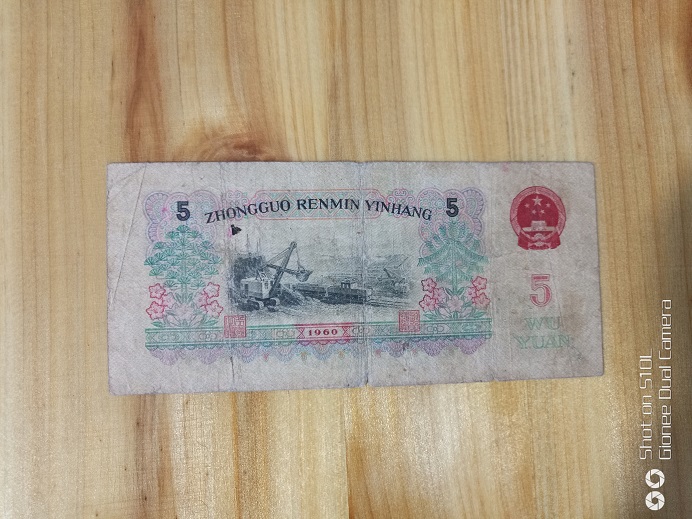 5 ZHONGGUO RENMIN YINHANG 5
5
WU
YUAN
1960
Shot on S10L
Gionee Dual Camera